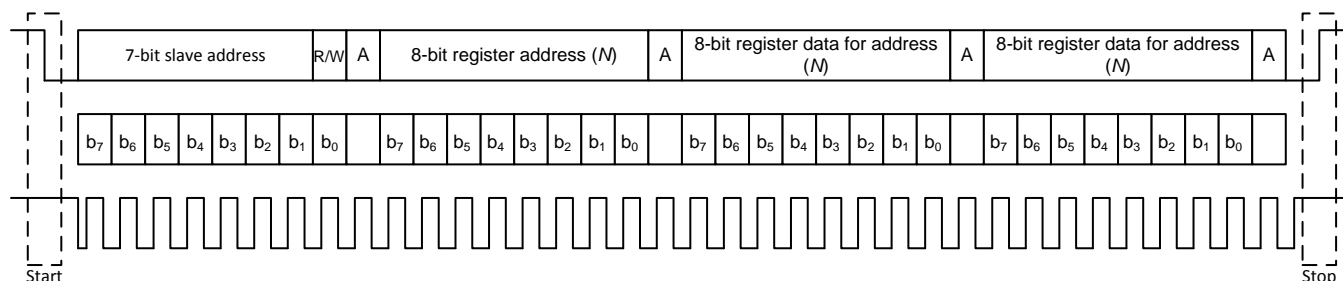 7-bit slave address R/W A 8-bit register address (N) A 8-bit register data for address (N) A 8-bit register data for address (N) A
b₇ b₆ b₅ b₄ b₃ b₂ b₁ b₀ b₇ b₆ b₅ b₄ b₃ b₂ b₁ b₀ b₇ b₆ b₅ b₄ b₃ b₂ b₁ b₀ b₇ b₆ b₅ b₄ b₃ b₂ b₁ b₀
Start Stop